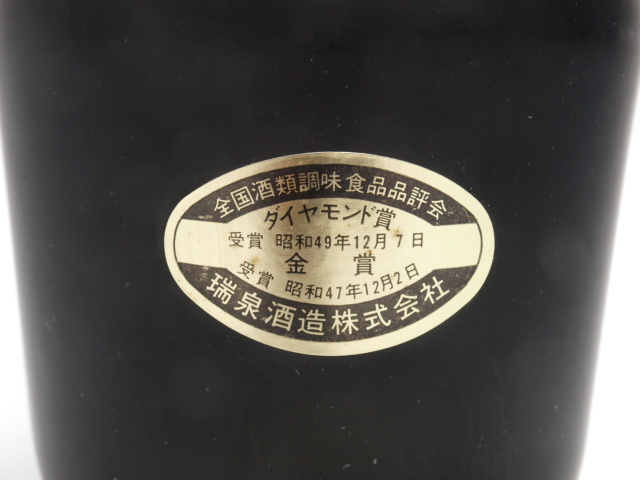 全国酒類調味食品品評会
ダイヤモンド賞
受賞 昭和49年12月7日
金賞
受賞 昭和47年12月2日
瑞泉酒造株式会社